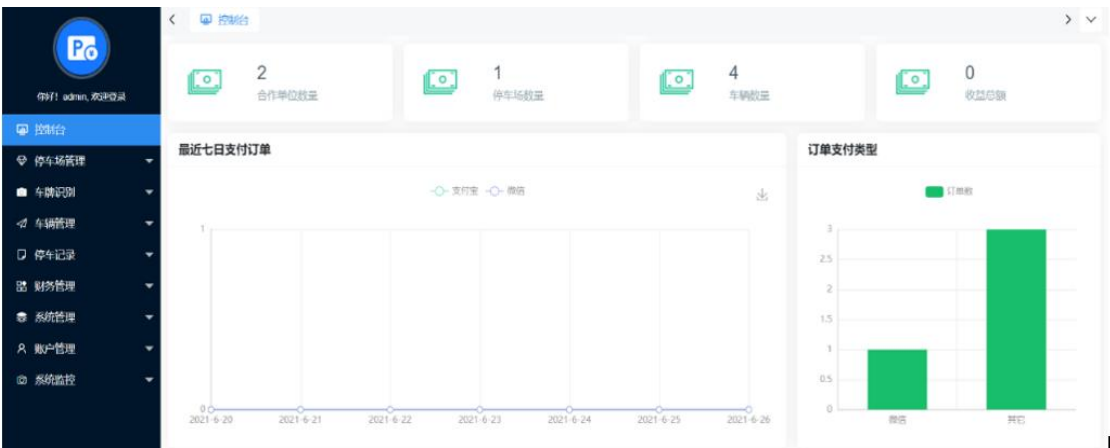 控制台
你好！admin, 欢迎登录
控制台
停车场管理
车牌识别
车辆管理
停车记录
财务管理
系统管理
账户管理
系统监控
2
合作单位数量
1
停车场数量
4
车辆数量
0
收益总额
最近七日支付订单
支付宝 微信
1
0
2021-6-20 2021-6-21 2021-6-22 2021-6-23 2021-6-24 2021-6-25 2021-6-26
订单支付类型
订单数
3
2.5
2
1.5
1
0.5
0
微信 其它